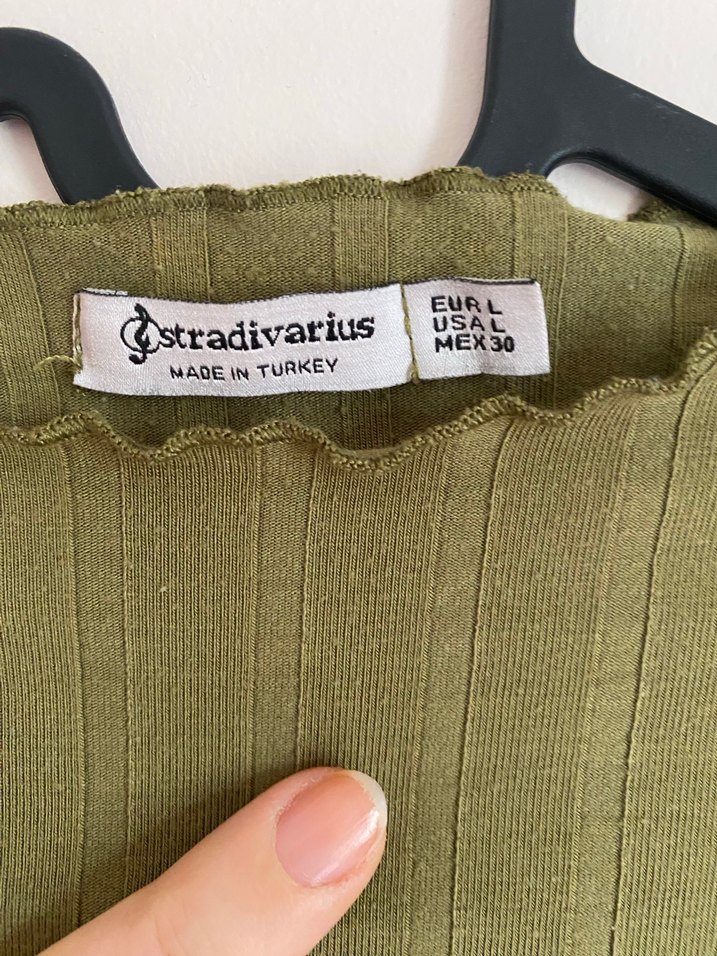 stradivarius
MADE IN TURKEY
EUR L
USA L
MEX 30